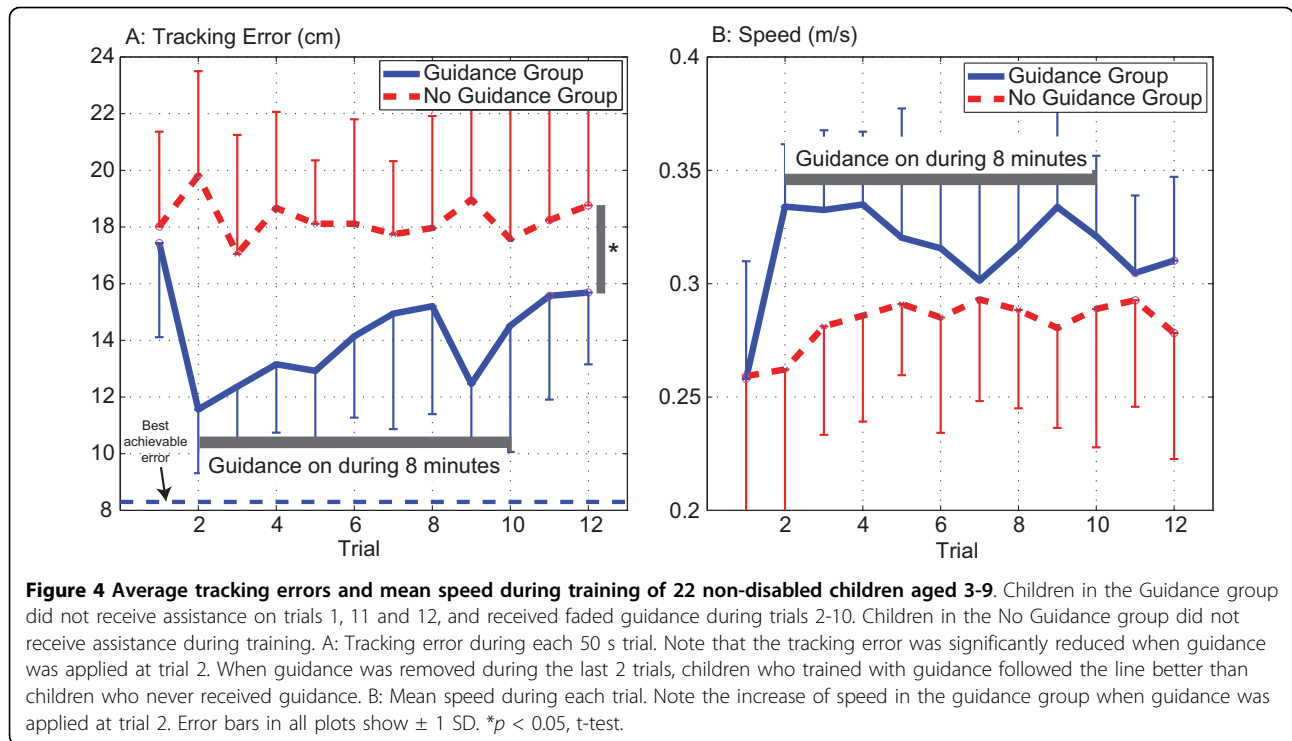 A: Tracking Error (cm)
24
22
20
18
16
14
12
10
8
Guidance Group
No Guidance Group
*
Best
achievable
error
Guidance on during 8 minutes
2 4 6 8 10 12
Trial
B: Speed (m/s)
0.4
0.35
0.3
0.25
0.2
Guidance Group
No Guidance Group
Guidance on during 8 minutes
2 4 6 8 10 12
Trial
Figure 4 Average tracking errors and mean speed during training of 22 non-disabled children aged 3-9. Children in the Guidance group
did not receive assistance on trials 1, 11 and 12, and received faded guidance during trials 2-10. Children in the No Guidance group did not
receive assistance during training. A: Tracking error during each 50 s trial. Note that the tracking error was significantly reduced when guidance
was applied at trial 2. When guidance was removed during the last 2 trials, children who trained with guidance followed the line better than
children who never received guidance. B: Mean speed during each trial. Note the increase of speed in the guidance group when guidance was
applied at trial 2. Error bars in all plots show ± 1 SD. *p < 0.05, t-test.